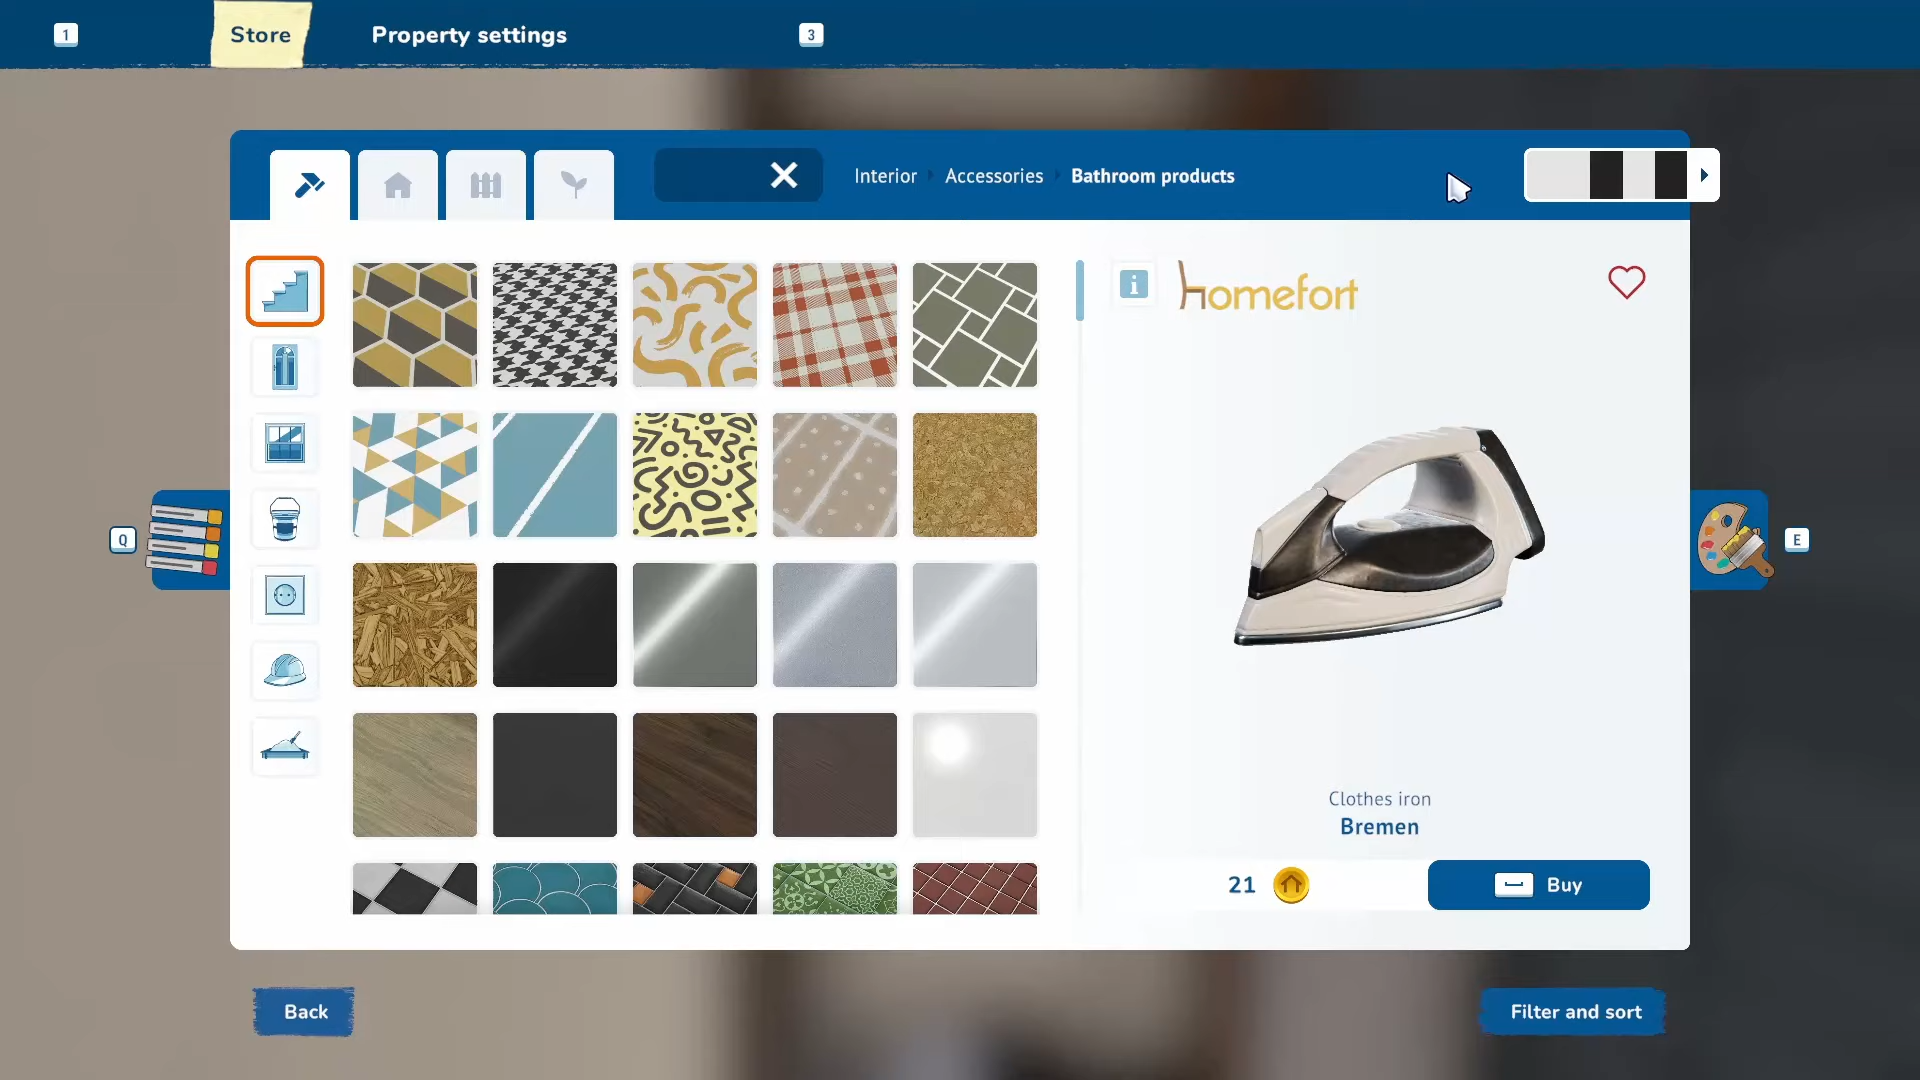 1
Store
Property settings
3
Interior
Accessories
Bathroom products
i
homefort
Q
E
Clothes iron
Bremen
21
Buy
Back
Filter and sort